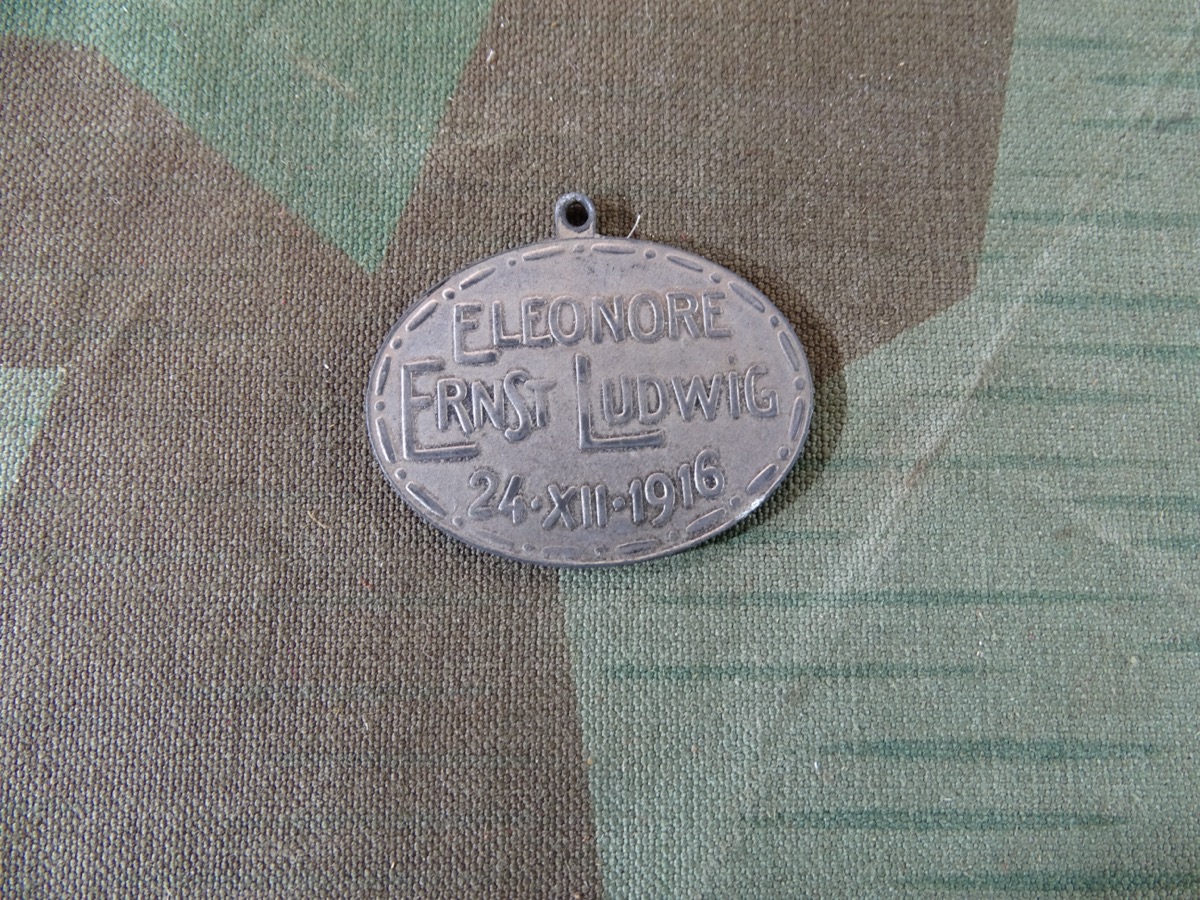 ELEONORE
ERNST LUDWIG
24·XII·1916